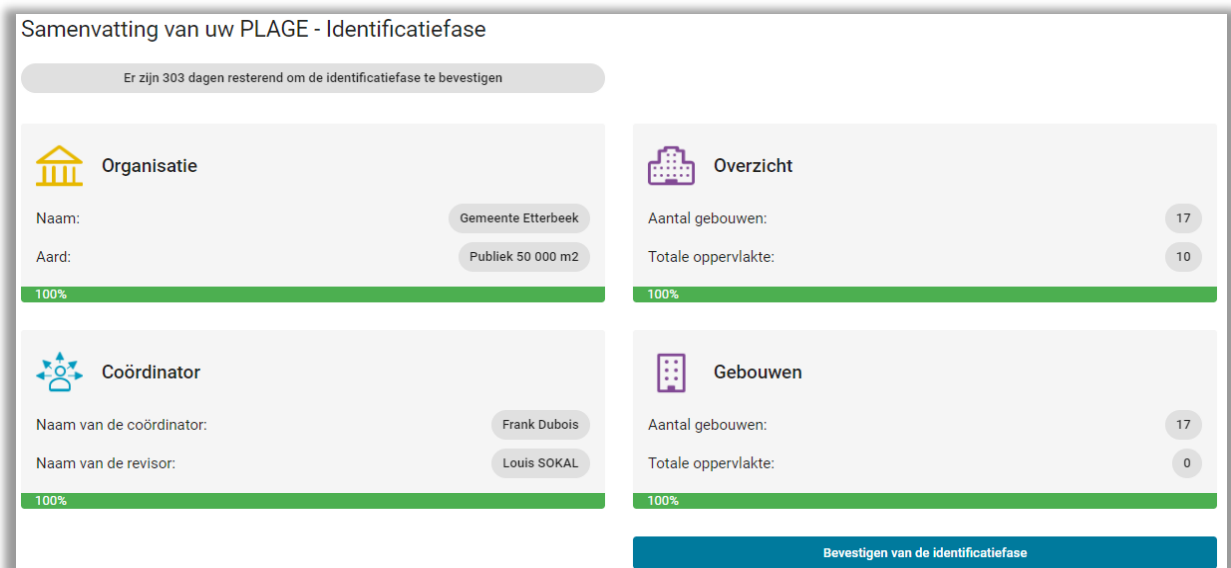 Samenvatting van uw PLAGE - Identificatiefase
Er zijn 303 dagen resterend om de identificatiefase te bevestigen
Organisatie
Naam: Gemeente Etterbeek
Aard: Publiek 50 000 m2
100%
Overzicht
Aantal gebouwen: 17
Totale oppervlakte: 10
100%
Coördinator
Naam van de coördinator: Frank Dubois
Naam van de revisor: Louis SOKAL
100%
Gebouwen
Aantal gebouwen: 17
Totale oppervlakte: 0
100%
Bevestigen van de identificatiefase